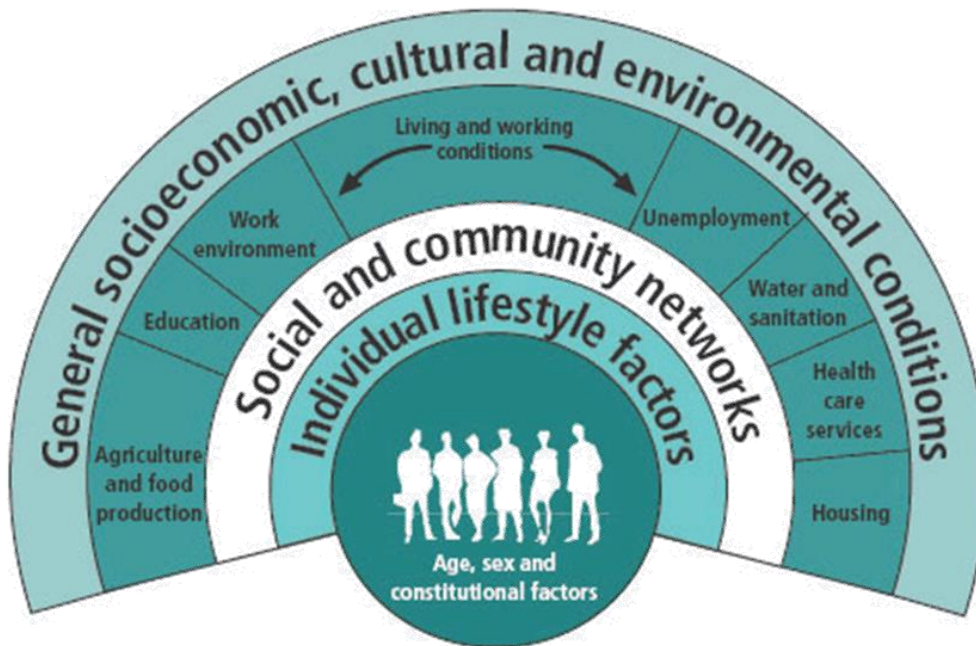 General socioeconomic, cultural and environmental conditions
Living and working
conditions
Work
environment
Unemployment
Education
Water and
sanitation
Agriculture
and food
production
Health
care
services
Housing
Social and community networks
Individual lifestyle factors
Age, sex and
constitutional factors